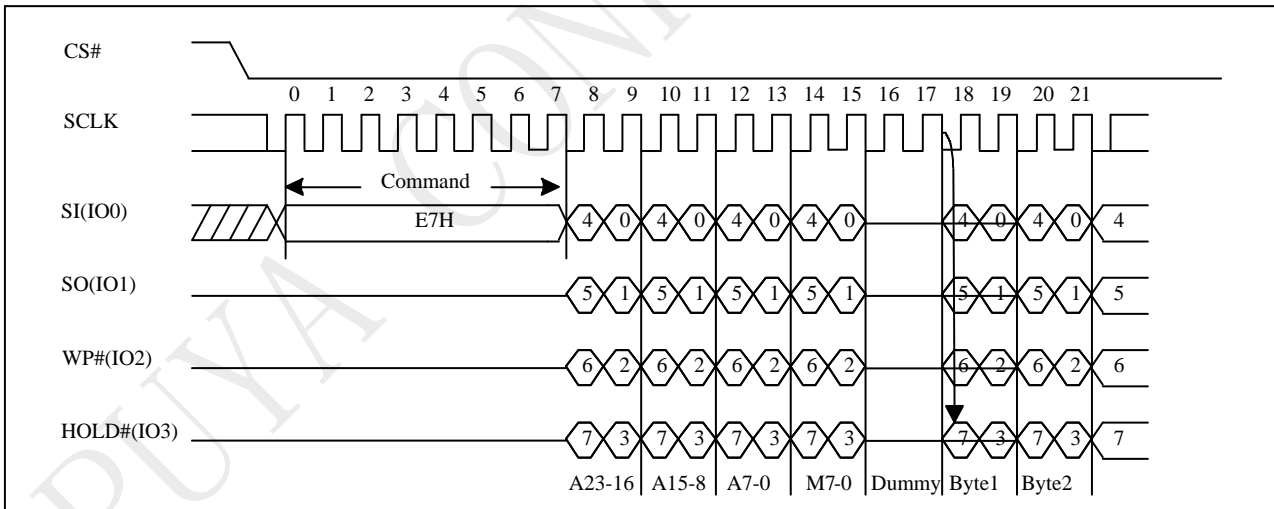 CS#
0 1 2 3 4 5 6 7 8 9 10 11 12 13 14 15 16 17 18 19 20 21
SCLK
Command
SI(IO0) E7H 4 0 4 0 4 0 4 0 4 0 4 0 4
SO(IO1) 5 1 5 1 5 1 5 1 5 1 5 1 5
WP#(IO2) 6 2 6 2 6 2 6 2 6 2 6 2 6
HOLD#(IO3) 7 3 7 3 7 3 7 3 7 3 7 3 7
A23-16 A15-8 A7-0 M7-0 Dummy Byte1 Byte2
PUYA